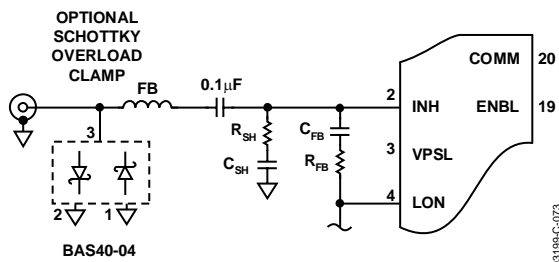 OPTIONAL
SCHOTTKY
OVERLOAD
CLAMP
FB
0.1µF
3
2
1
BAS40-04
R_SH
C_SH
C_FB
R_FB
2
INH
3
VPSL
4
LON
COMM
20
ENBL
19
03199-C-073